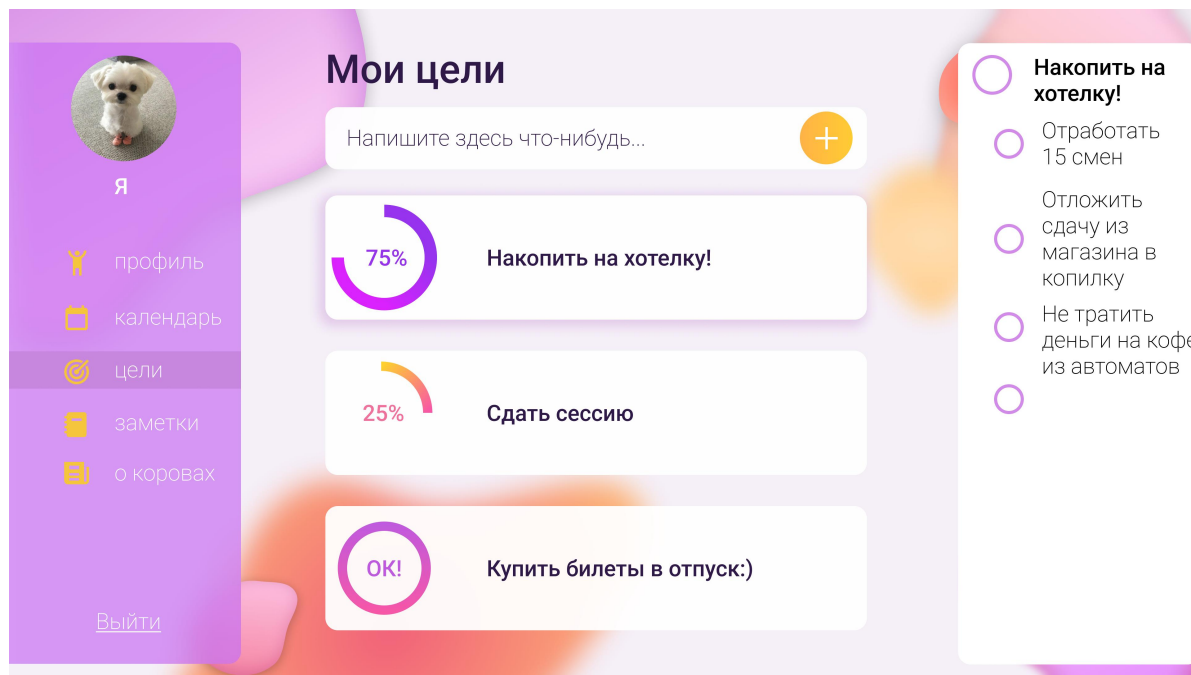 Я
профиль
календарь
цели
заметки
о коровах
Выйти
Мои цели
Напишите здесь что-нибудь...
75%
Накопить на хотелку!
25%
Сдать сессию
ОК!
Купить билеты в отпуск:)
Накопить на
хотелку!
Отработать
15 смен
Отложить
сдачу из
магазина в
копилку
Не тратить
деньги на кофе
из автоматов